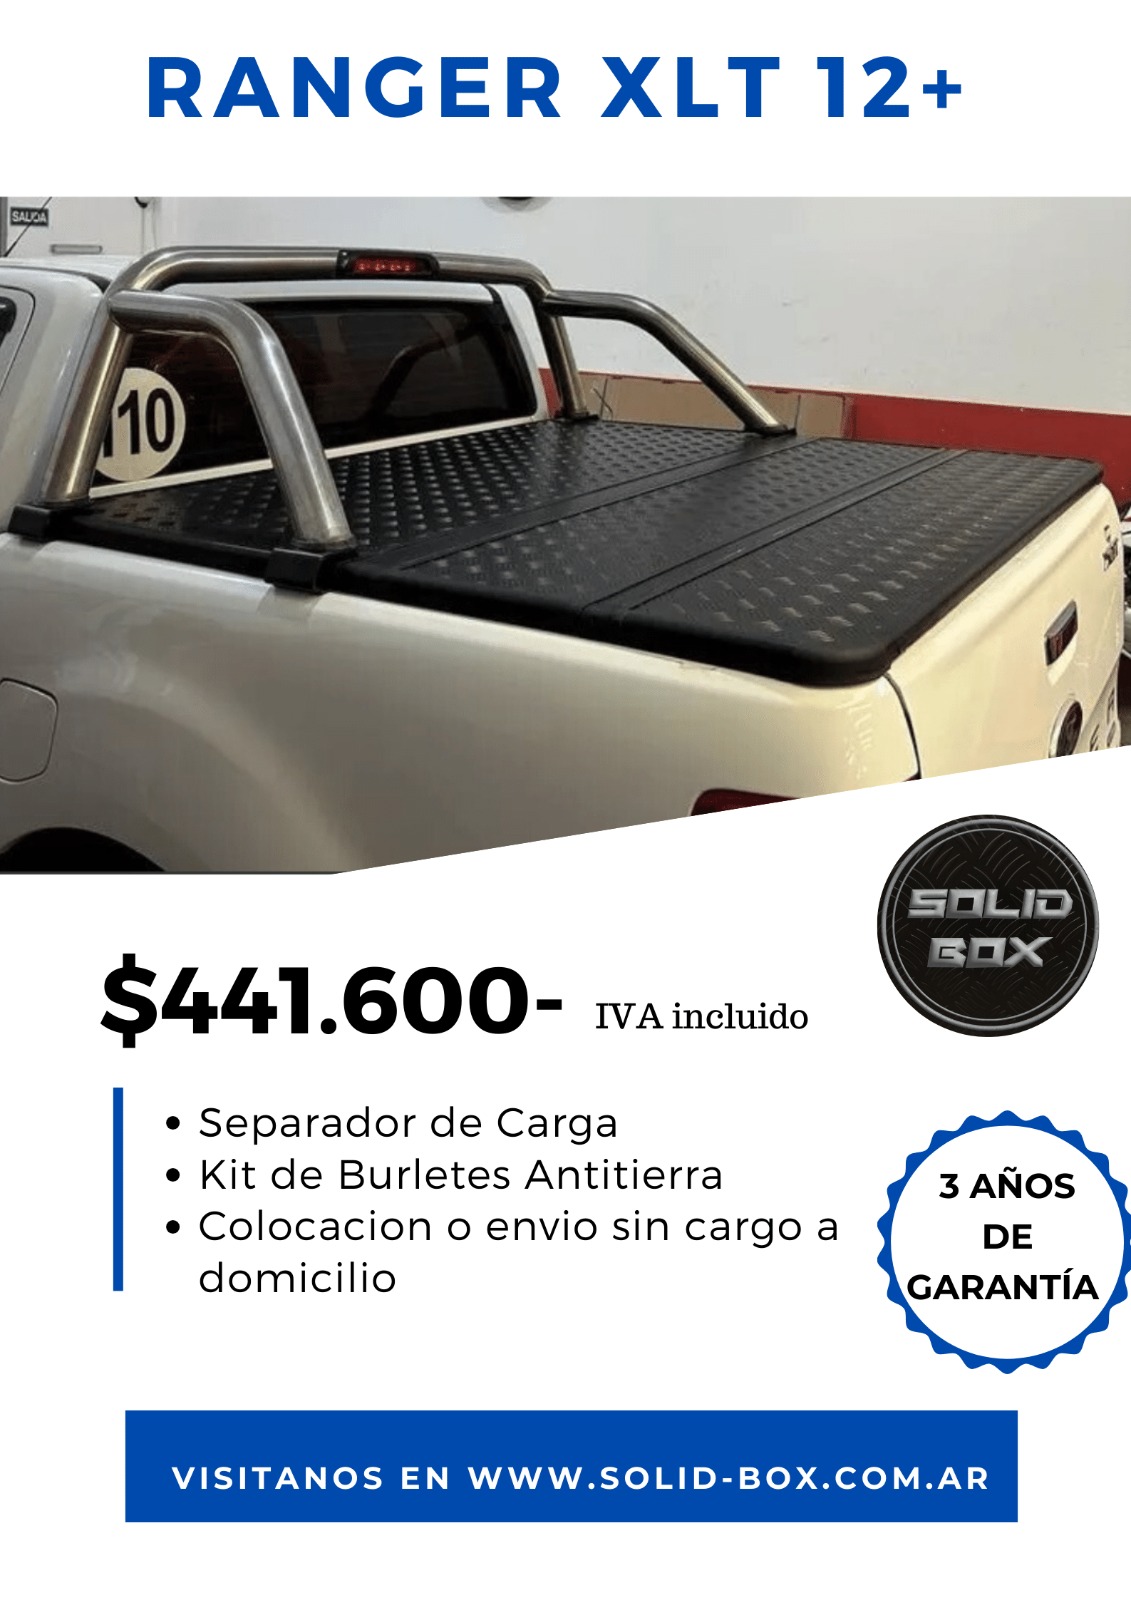 RANGER XLT 12+
SALIDA
110
SOLID
BOX
$441.600- IVA incluido
• Separador de Carga
• Kit de Burletes Antitierra
• Colocacion o envio sin cargo a
domicilio
3 AÑOS
DE
GARANTÍA
VISITANOS EN WWW.SOLID-BOX.COM.AR